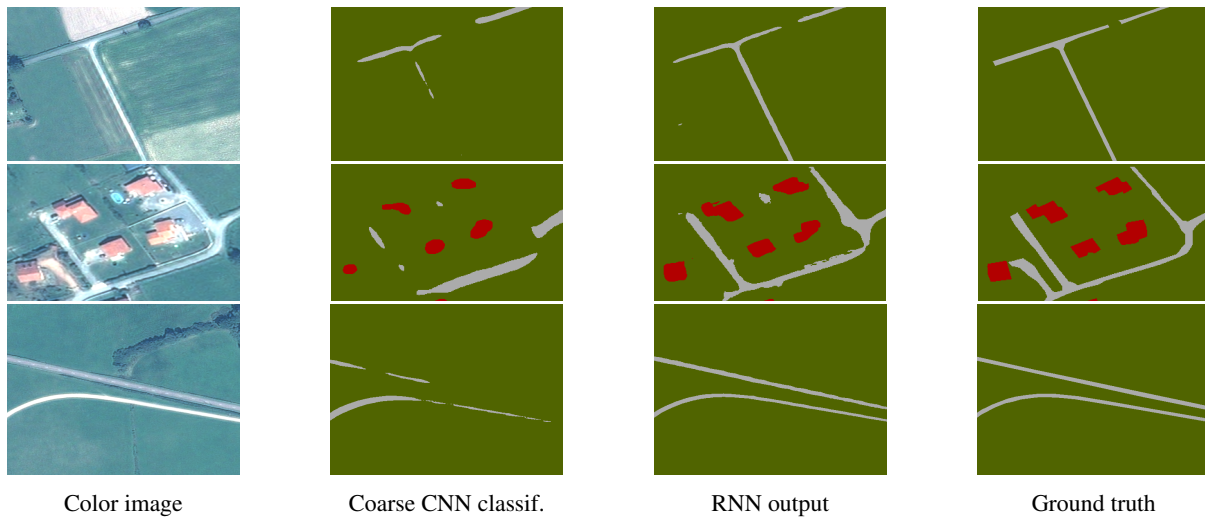 Color image
Coarse CNN classif.
RNN output
Ground truth